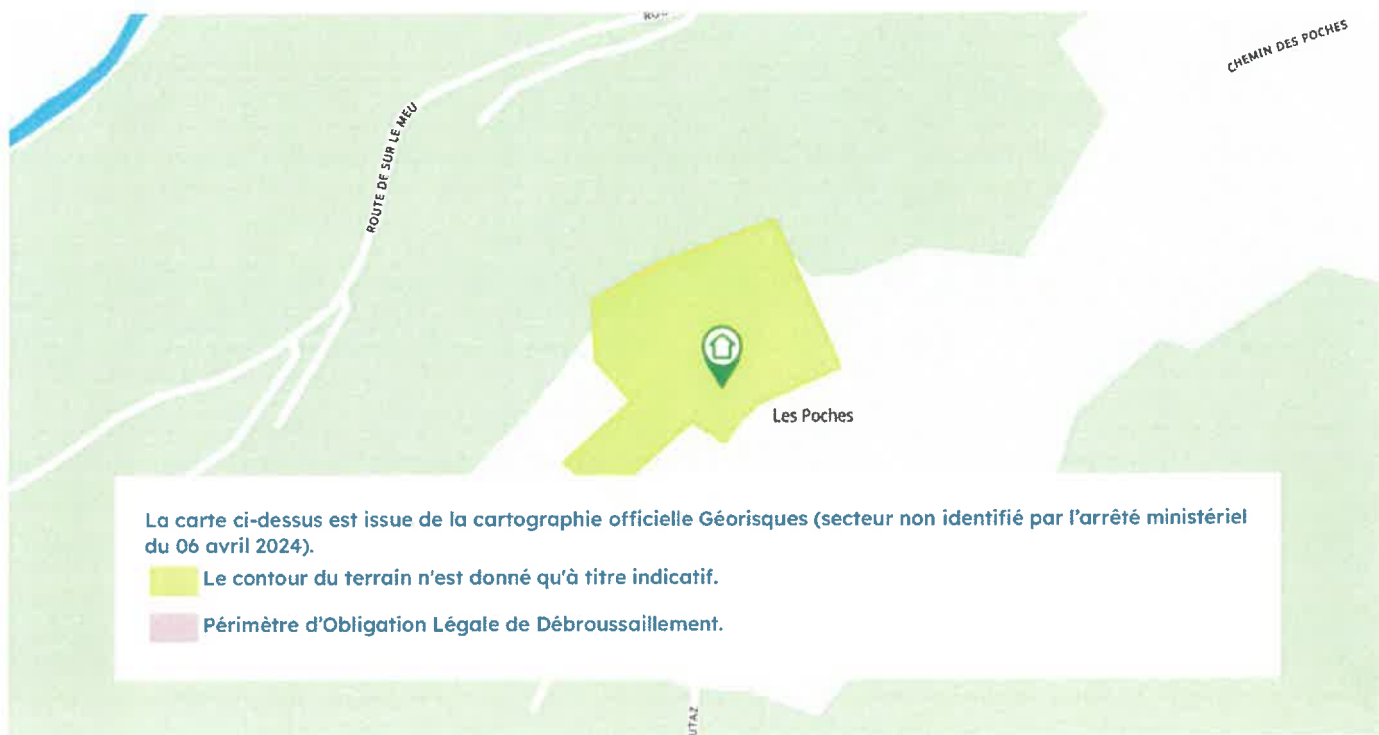 CHEMIN DES POCHES
ROUTE DE SUR LE MEU
Les Poches
La carte ci-dessus est issue de la cartographie officielle Géorisques (secteur non identifié par l'arrêté ministériel
du 06 avril 2024).
Le contour du terrain n'est donné qu'à titre indicatif.
Périmètre d'Obligation Légale de Débroussaillement.
UTAZ